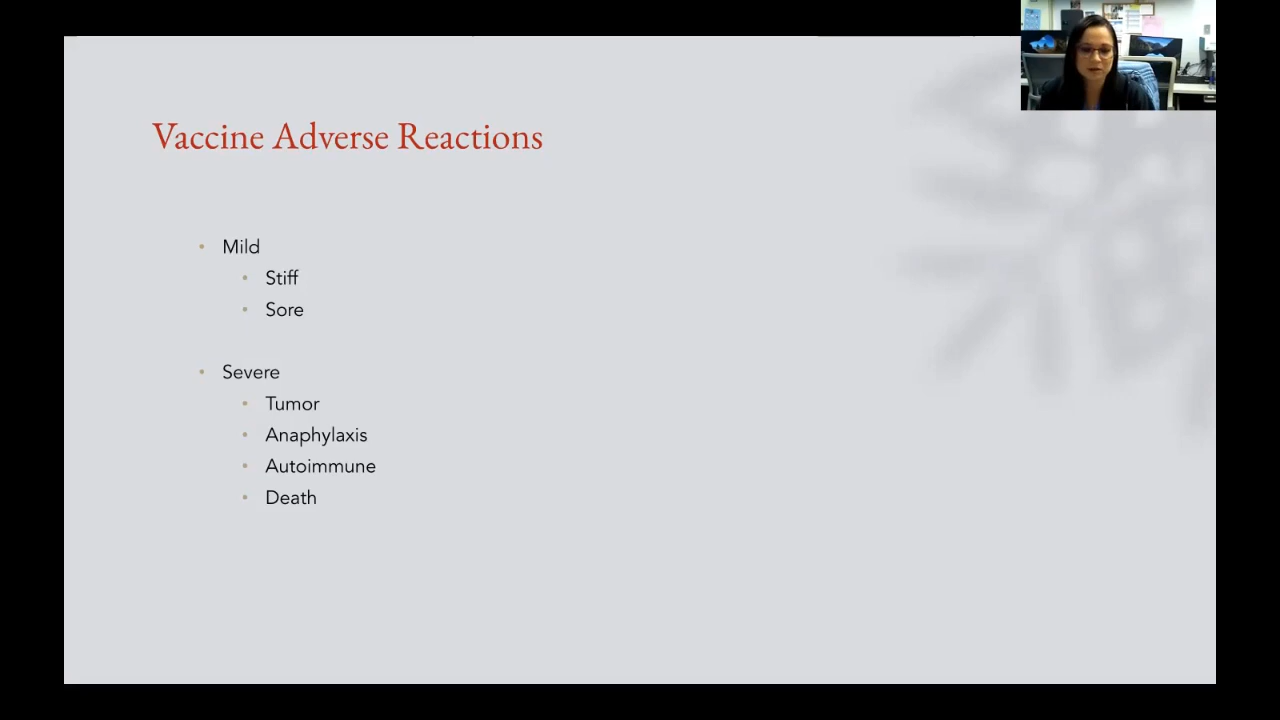 Vaccine Adverse Reactions
• Mild
• Stiff
• Sore
• Severe
• Tumor
• Anaphylaxis
• Autoimmune
• Death